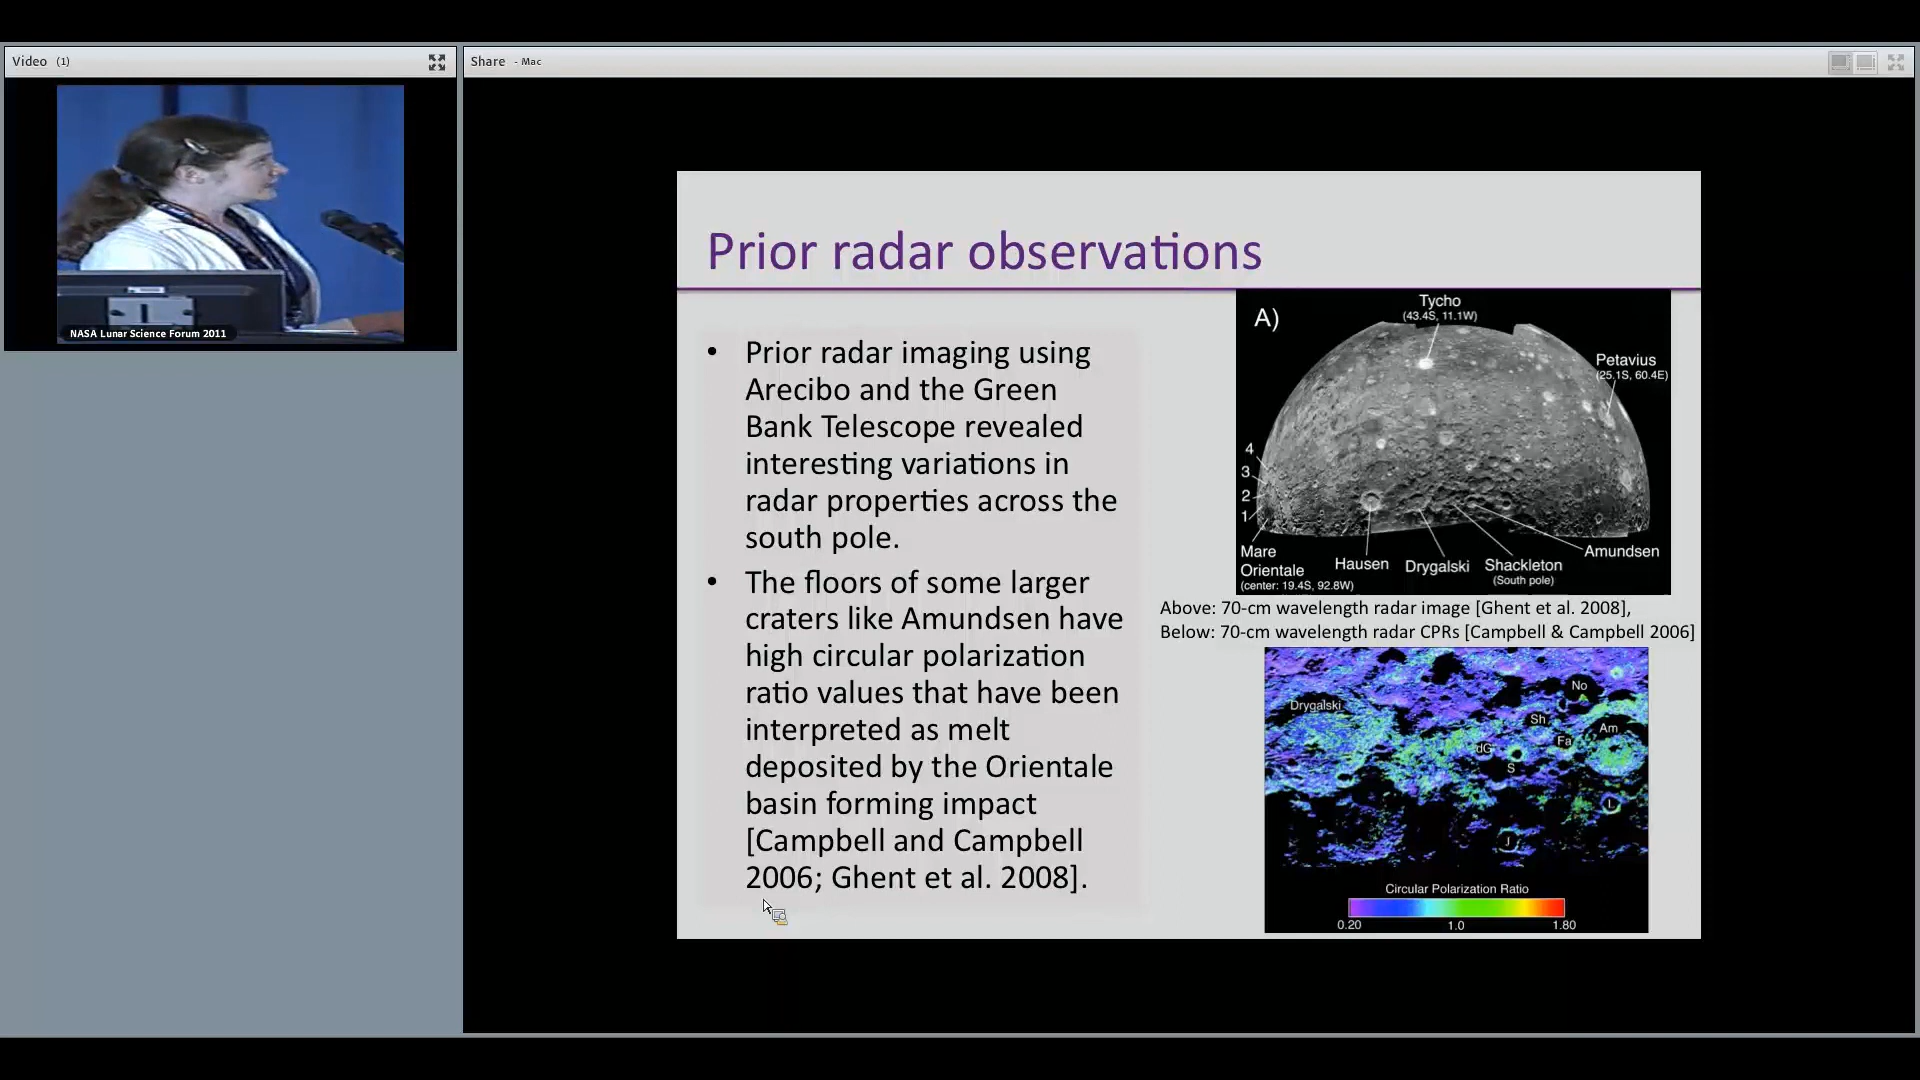 Video (1)
NASA Lunar Science Forum 2011
Share - Mac
Prior radar observations
• Prior radar imaging using
Arecibo and the Green
Bank Telescope revealed
interesting variations in
radar properties across the
south pole.
• The floors of some larger
craters like Amundsen have
high circular polarization
ratio values that have been
interpreted as melt
deposited by the Orientale
basin forming impact
[Campbell and Campbell
2006; Ghent et al. 2008].
A)
Tycho
(43.4S, 11.1W)
Petavius
(25.1S, 60.4E)
4
3
2
1
Mare
Orientale
(center: 19.4S, 92.8W)
Hausen
Drygalski
Shackleton
(South pole)
Amundsen
Above: 70-cm wavelength radar image [Ghent et al. 2008],
Below: 70-cm wavelength radar CPRs [Campbell & Campbell 2006]
No
Drygalski
Sh
Am
dG
Fa
S
L
J
Circular Polarization Ratio
0.20 1.0 1.80